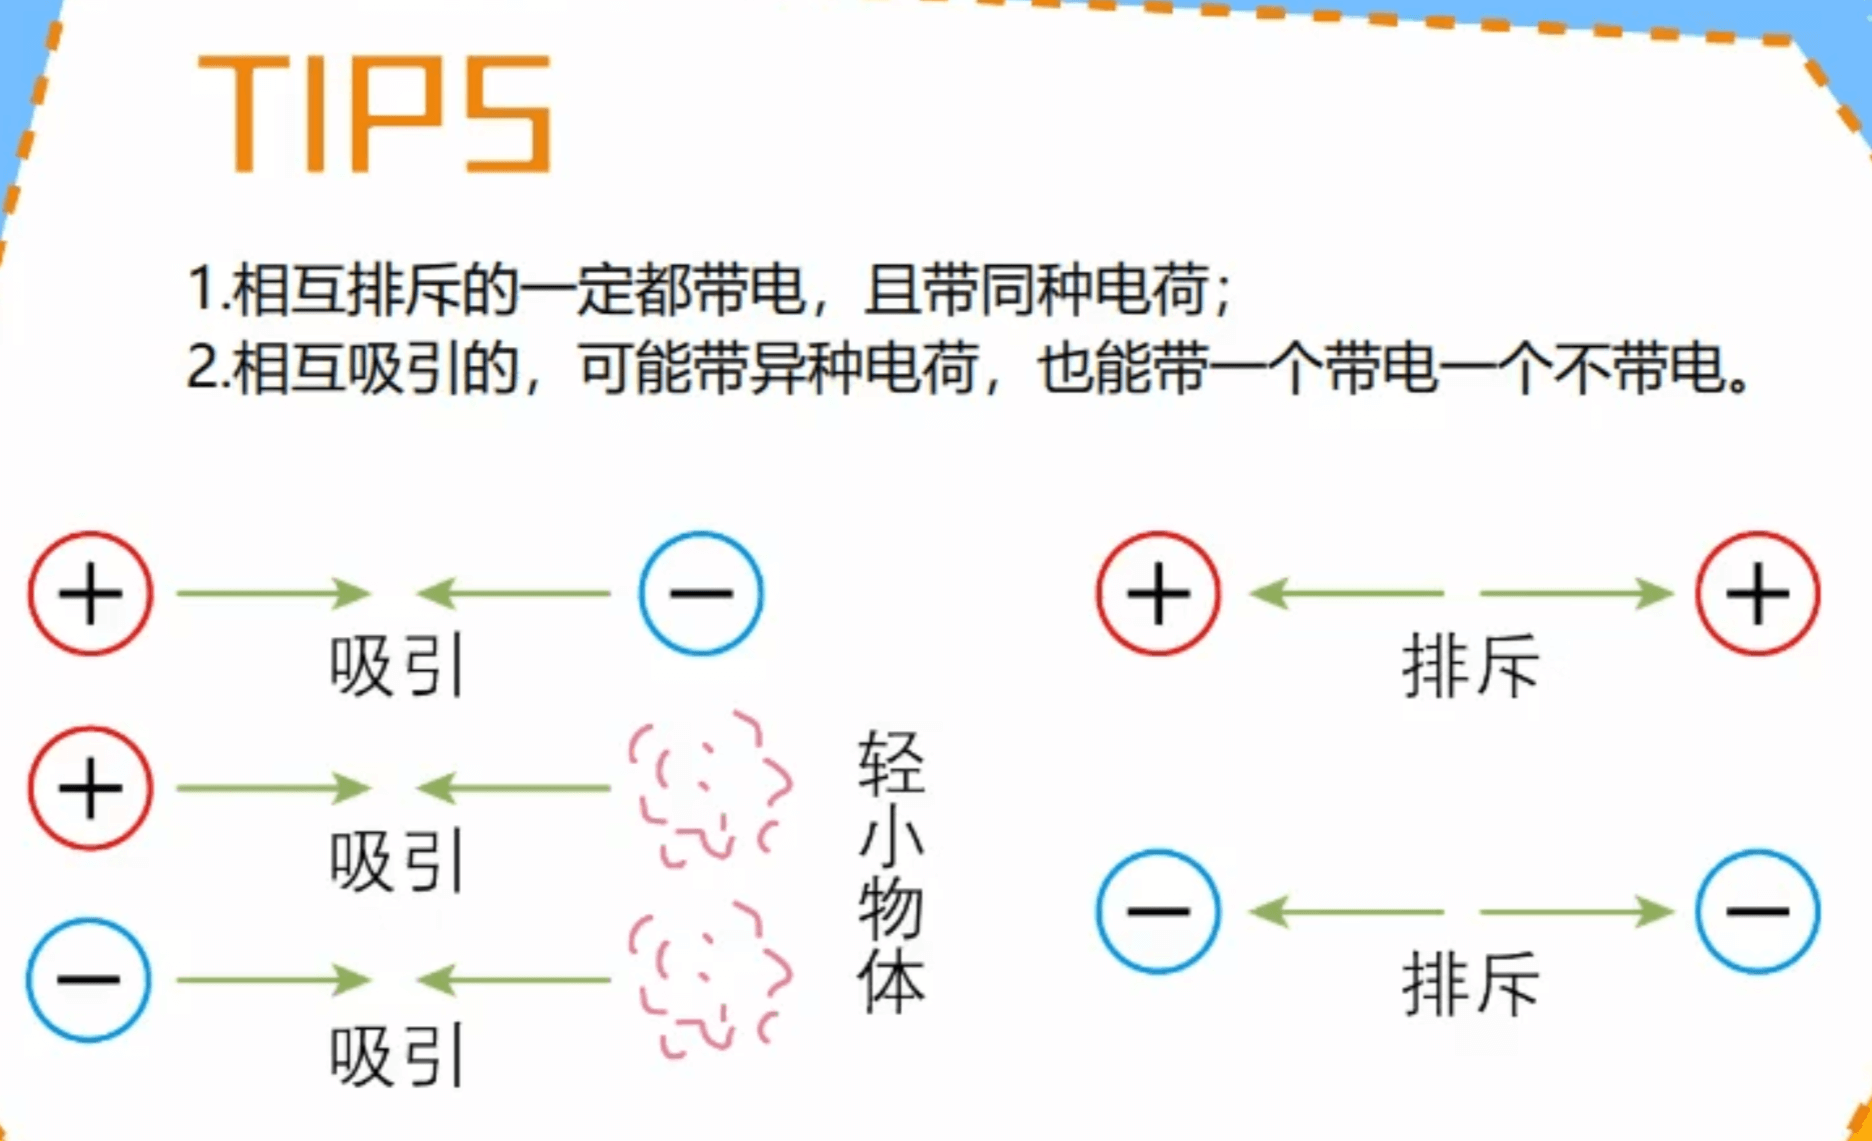 TIPS
1.相互排斥的一定都带电，且带同种电荷；
2.相互吸引的，可能带异种电荷，也能带一个带电一个不带电。
+ − 吸引
+ 吸引
− 吸引
轻小物体
+ + 排斥
− − 排斥